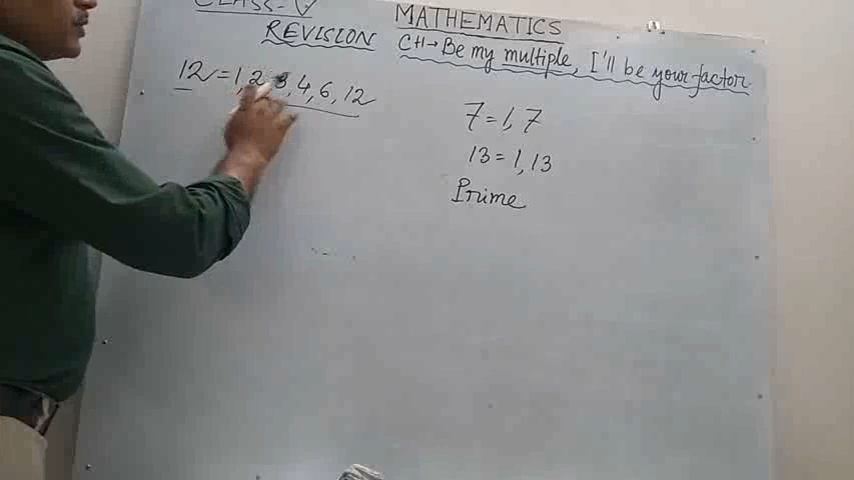 CLASS-V
MATHEMATICS
REVISION
CH→Be my multiple, I'll be your factor
12=1,2,3,4,6,12
7=1,7
13=1,13
Prime